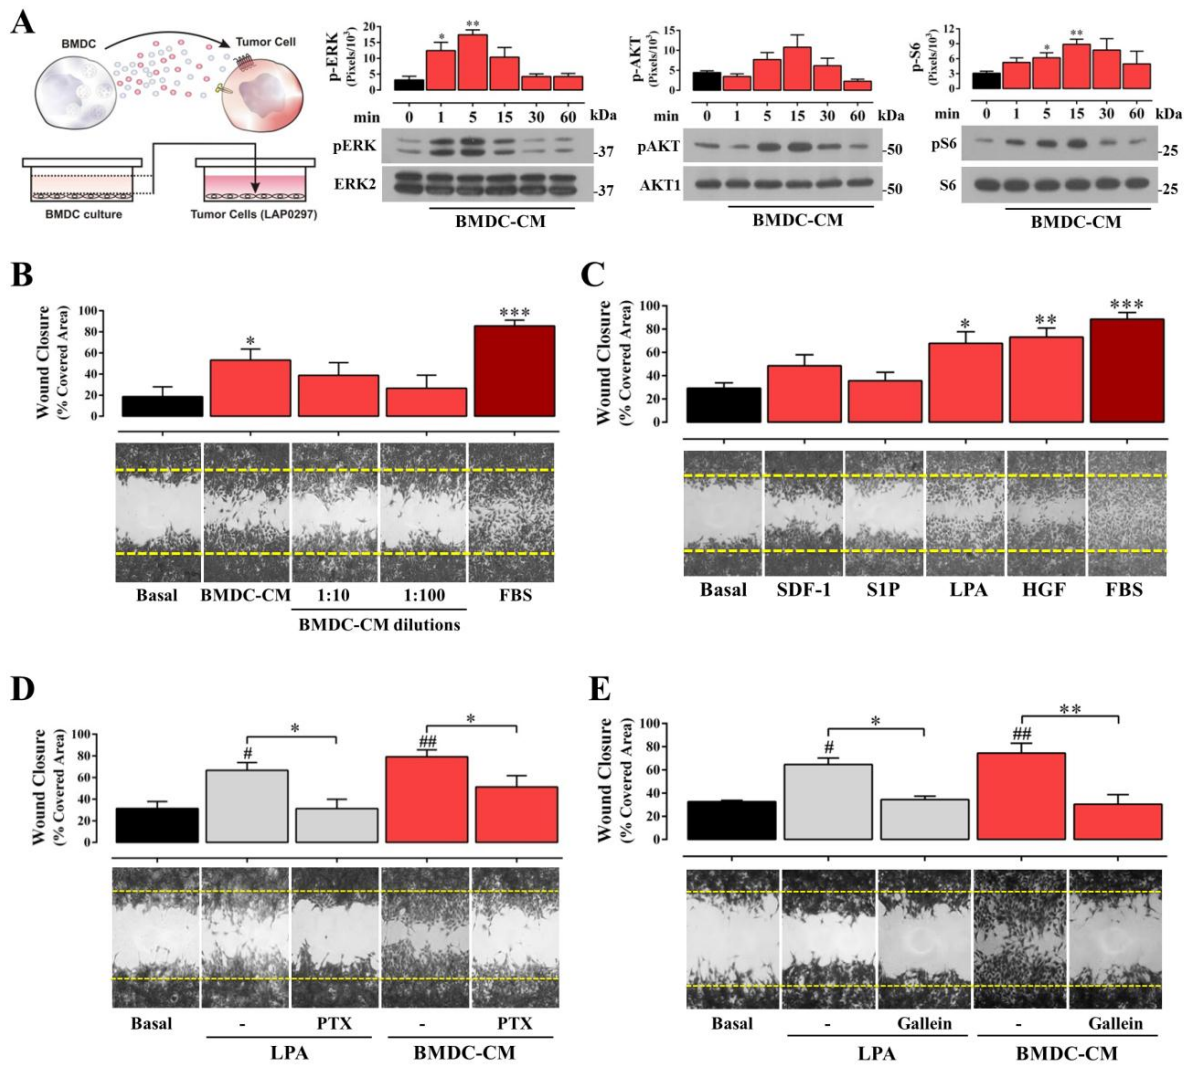 A
BMDC
Tumor Cell
BMDC culture
Tumor Cells (LAP0297)
p-ERK
(Pixels/10³)
20
15
10
5
0
*
**
min 0 1 5 15 30 60 kDa
pERK
-37
ERK2
-37
BMDC-CM
p-AKT
(Pixels/10³)
15
10
5
0
min 0 1 5 15 30 60 kDa
pAKT
-50
AKT1
-50
BMDC-CM
p-S6
(Pixels/10³)
12
9
6
3
0
*
**
min 0 1 5 15 30 60 kDa
pS6
-25
S6
-25
BMDC-CM
B
Wound Closure
(% Covered Area)
100
80
60
40
20
0
*
***
Basal BMDC-CM 1:10 1:100 FBS
BMDC-CM dilutions
C
Wound Closure
(% Covered Area)
100
80
60
40
20
0
*
**
***
Basal SDF-1 S1P LPA HGF FBS
D
Wound Closure
(% Covered Area)
100
80
60
40
20
0
#
*
##
*
Basal - PTX - PTX
LPA BMDC-CM
E
Wound Closure
(% Covered Area)
100
80
60
40
20
0
#
*
##
**
Basal - Gallein - Gallein
LPA BMDC-CM